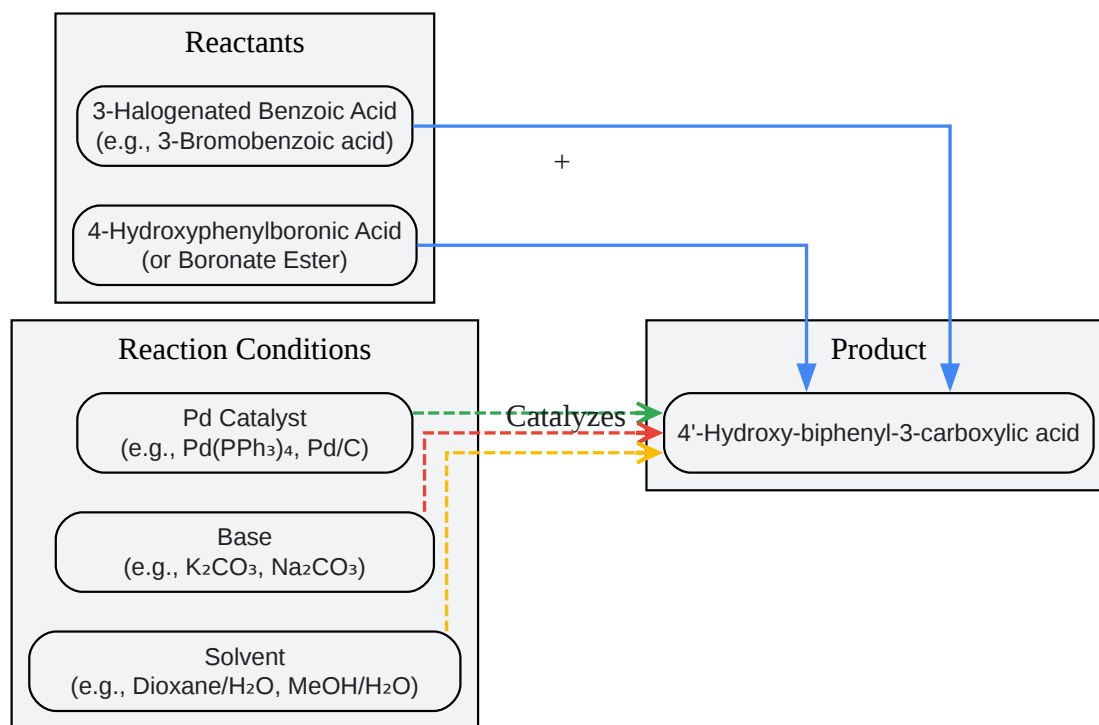 Reactants
3-Halogenated Benzoic Acid
(e.g., 3-Bromobenzoic acid)
+
4-Hydroxyphenylboronic Acid
(or Boronate Ester)
Reaction Conditions
Product
Pd Catalyst
(e.g., Pd(PPh₃)₄, Pd/C)
Catalyzes
4'-Hydroxy-biphenyl-3-carboxylic acid
Base
(e.g., K₂CO₃, Na₂CO₃)
Solvent
(e.g., Dioxane/H₂O, MeOH/H₂O)